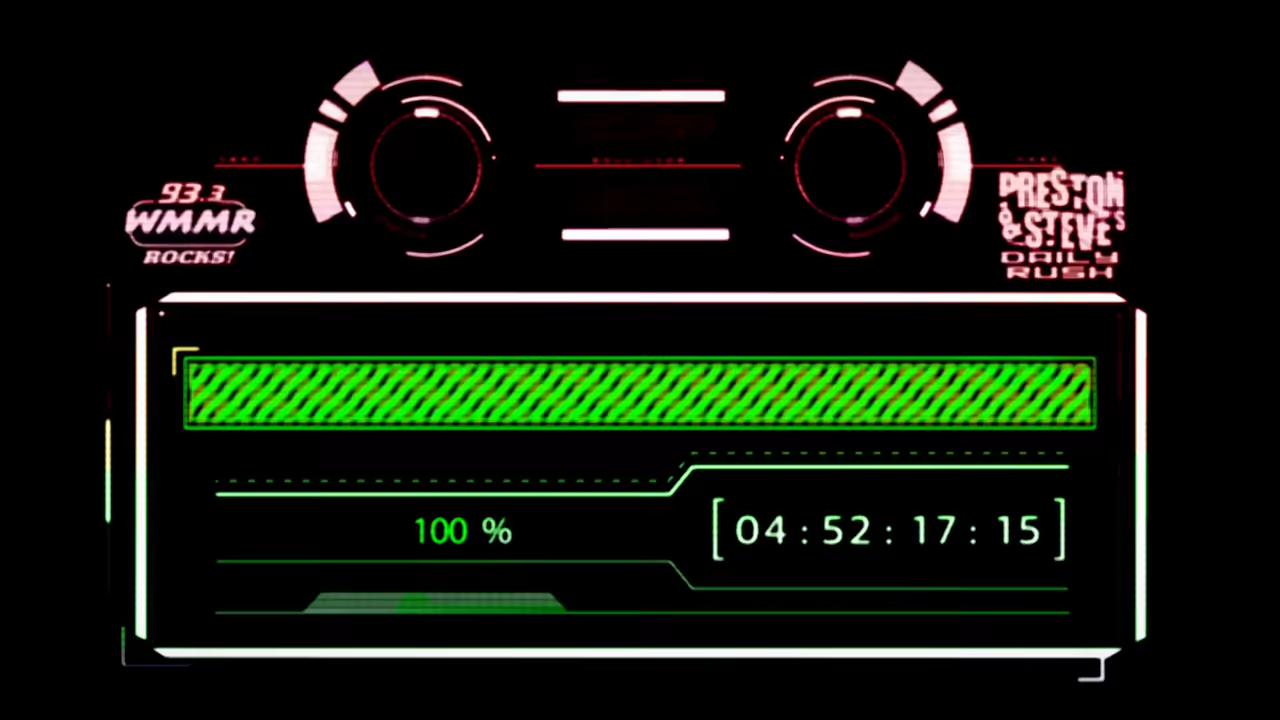 93.3
WMMR
ROCKS!
PRESTON
& STEVE'S
DAILY
RUSH
100 %
[ 04 : 52 : 17 : 15 ]